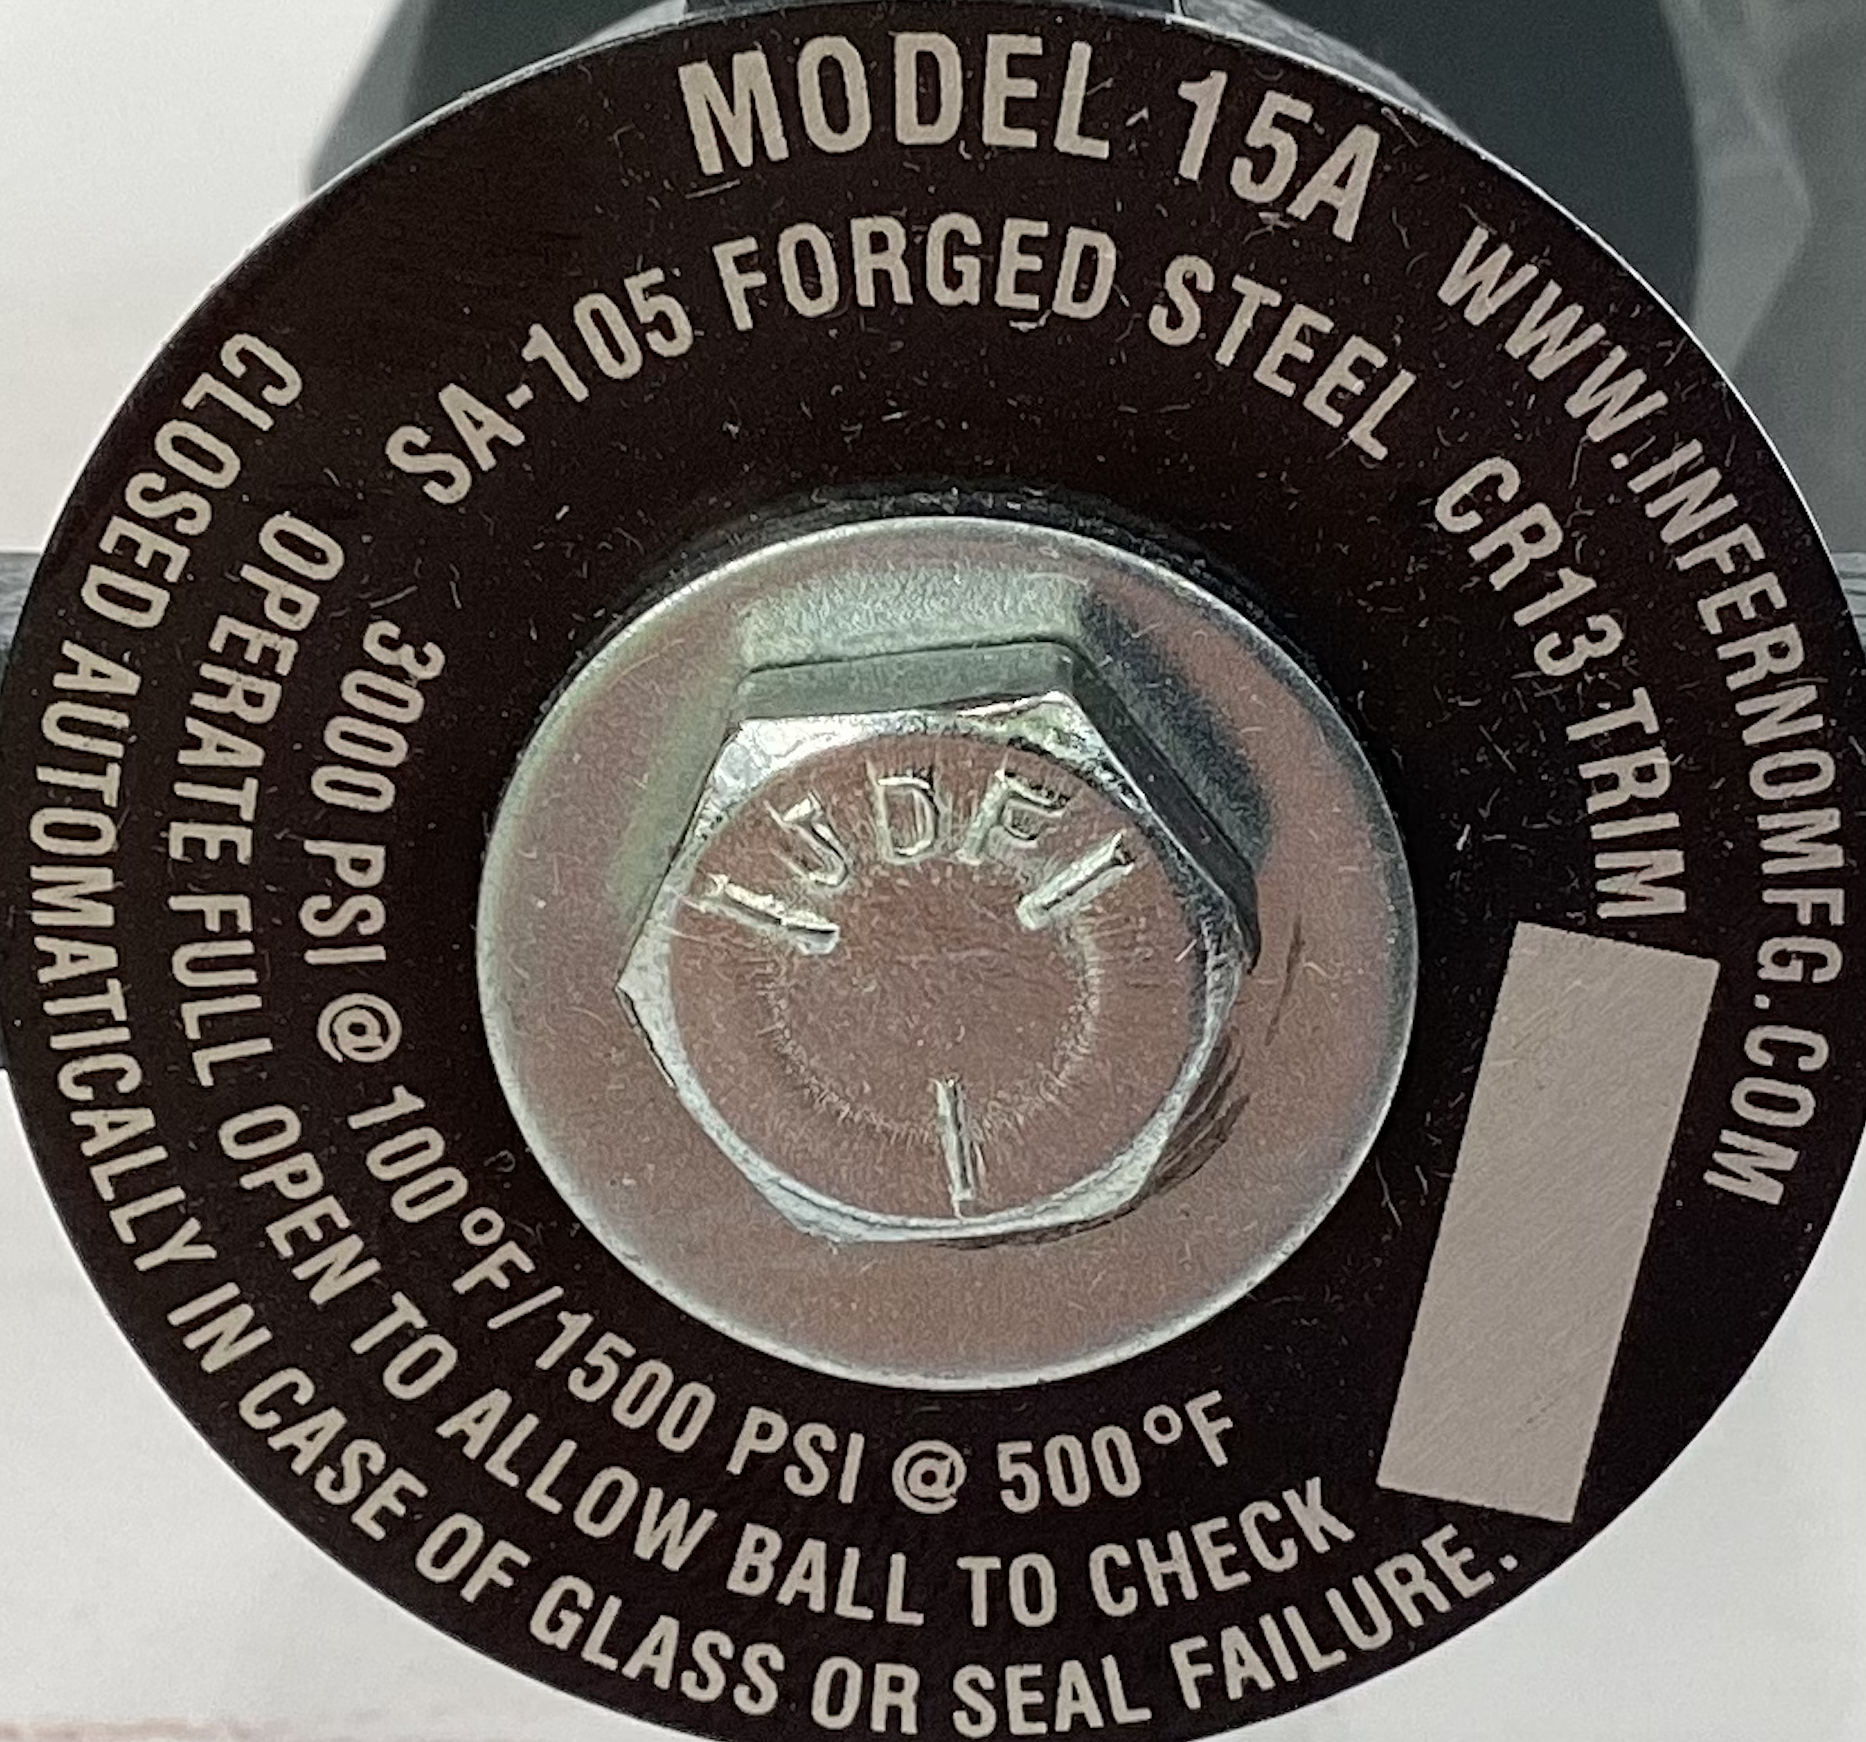 MODEL 15A
SA-105 FORGED STEEL
CR13 TRIM
WWW.INFERNOMFG.COM
3000 PSI @ 100°F/1500 PSI @ 500°F
OPERATE FULL OPEN TO ALLOW BALL TO CHECK
CLOSED AUTOMATICALLY IN CASE OF GLASS OR SEAL FAILURE.